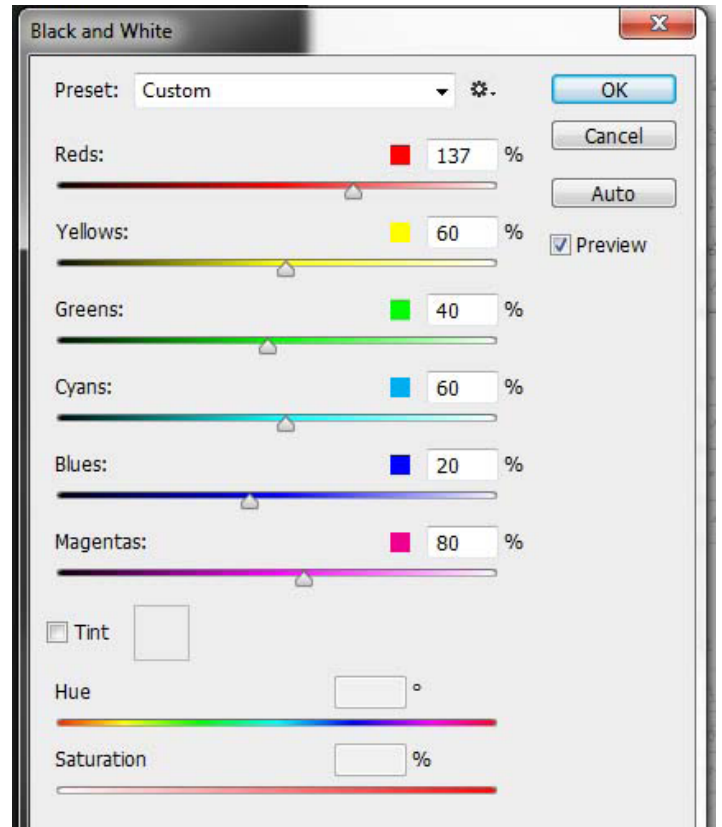 Black and White
Preset: Custom
OK
Cancel
Reds: 137 %
Auto
Yellows: 60 %
Preview
Greens: 40 %
Cyans: 60 %
Blues: 20 %
Magentas: 80 %
Tint
Hue °
Saturation %